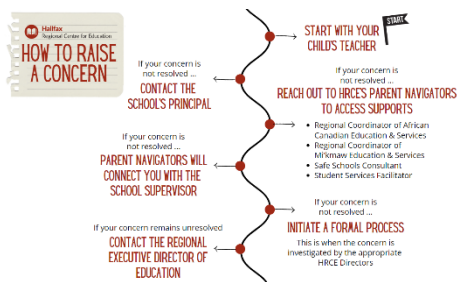 Halifax
Regional Center for Education
HOW TO RAISE
A CONCERN
START WITH YOUR
CHILD'S TEACHER
START
If your concern is
not resolved ...
CONTACT THE
SCHOOL'S PRINCIPAL
If your concern is
not resolved ...
REACH OUT TO HRCE'S PARENT NAVIGATORS
TO ACCESS SUPPORTS
• Regional Coordinator of African
Canadian Education & Services
• Regional Coordinator of
Mi'kmaw Education & Services
• Safe Schools Consultant
• Student Services Facilitator
If your concern is
not resolved ...
PARENT NAVIGATORS WILL
CONNECT YOU WITH THE
SCHOOL SUPERVISOR
If your concern is
not resolved ...
INITIATE A FORMAL PROCESS
This is when the concern is
investigated by the appropriate
HRCE Directors
If your concern remains unresolved
CONTACT THE REGIONAL
EXECUTIVE DIRECTOR OF
EDUCATION